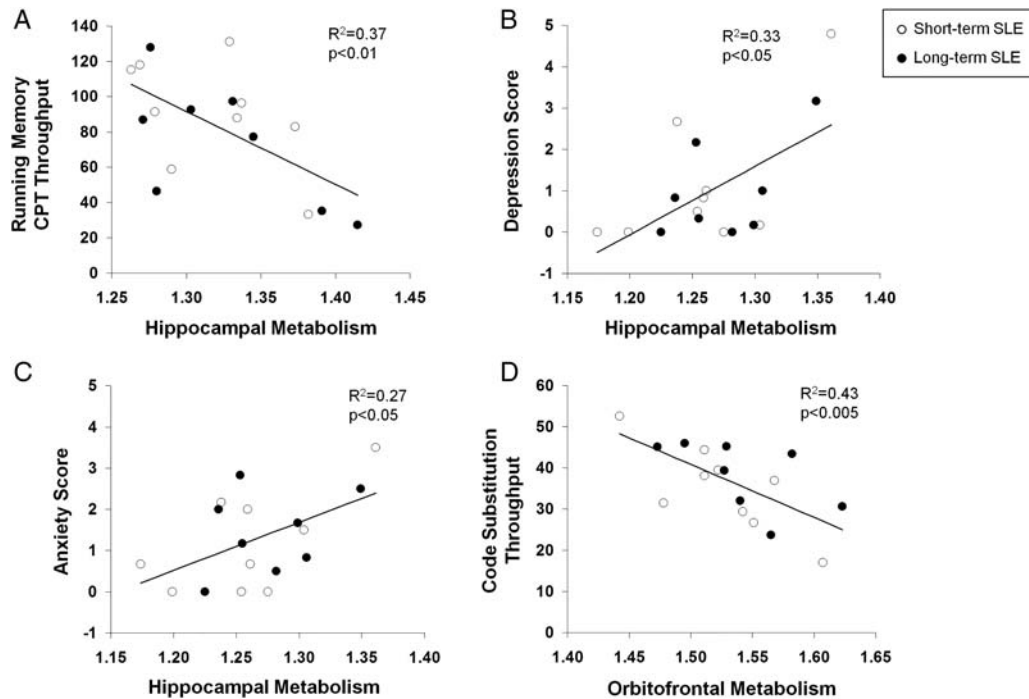 A
R²=0.37
p<0.01
140
120
100
80
60
40
20
0
Running Memory
CPT Throughput
1.25 1.30 1.35 1.40 1.45
Hippocampal Metabolism
B
R²=0.33
p<0.05
5
4
3
2
1
0
-1
Depression Score
1.15 1.20 1.25 1.30 1.35 1.40
Hippocampal Metabolism
Short-term SLE
Long-term SLE
C
R²=0.27
p<0.05
5
4
3
2
1
0
-1
Anxiety Score
1.10 1.15 1.20 1.25 1.30 1.35 1.40
Hippocampal Metabolism
D
R²=0.43
p<0.005
60
50
40
30
20
10
0
Code Substitution
Throughput
1.40 1.45 1.50 1.55 1.60 1.65
Orbitofrontal Metabolism